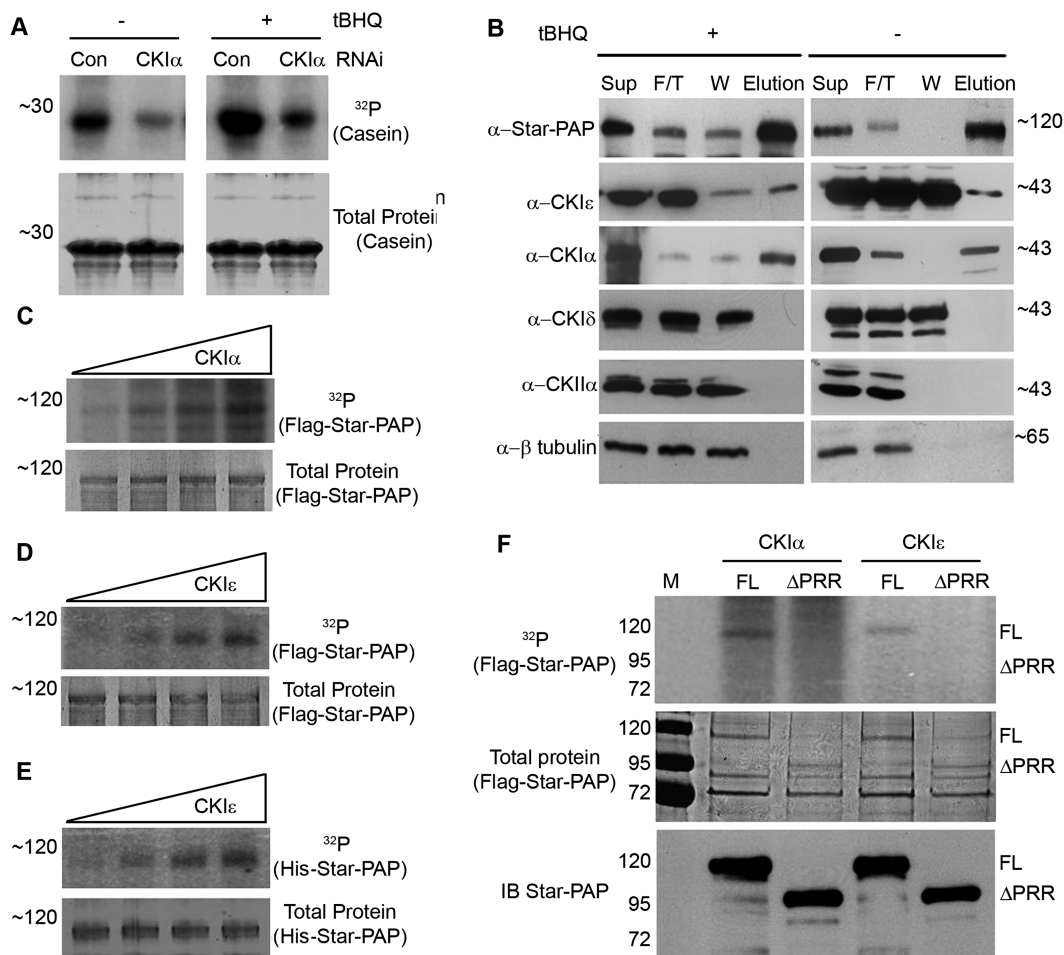 A
- + tBHQ
Con CKIα Con CKIα RNAi
~30
32P
(Casein)
n
~30
Total Protein
(Casein)
B
tBHQ + -
Sup F/T W Elution Sup F/T W Elution
α-Star-PAP ~120
α-CKIε ~43
α-CKIα ~43
α-CKIδ ~43
α-CKIIα ~43
α-β tubulin ~65
C
CKIα
~120
32P
(Flag-Star-PAP)
~120
Total Protein
(Flag-Star-PAP)
D
CKIε
~120
32P
(Flag-Star-PAP)
~120
Total Protein
(Flag-Star-PAP)
E
CKIε
~120
32P
(His-Star-PAP)
~120
Total Protein
(His-Star-PAP)
F
CKIα CKIε
M FL ΔPRR FL ΔPRR
32P
(Flag-Star-PAP)
120 FL
95 ΔPRR
72
Total protein
(Flag-Star-PAP)
120 FL
95 ΔPRR
72
IB Star-PAP
120 FL
95 ΔPRR
72